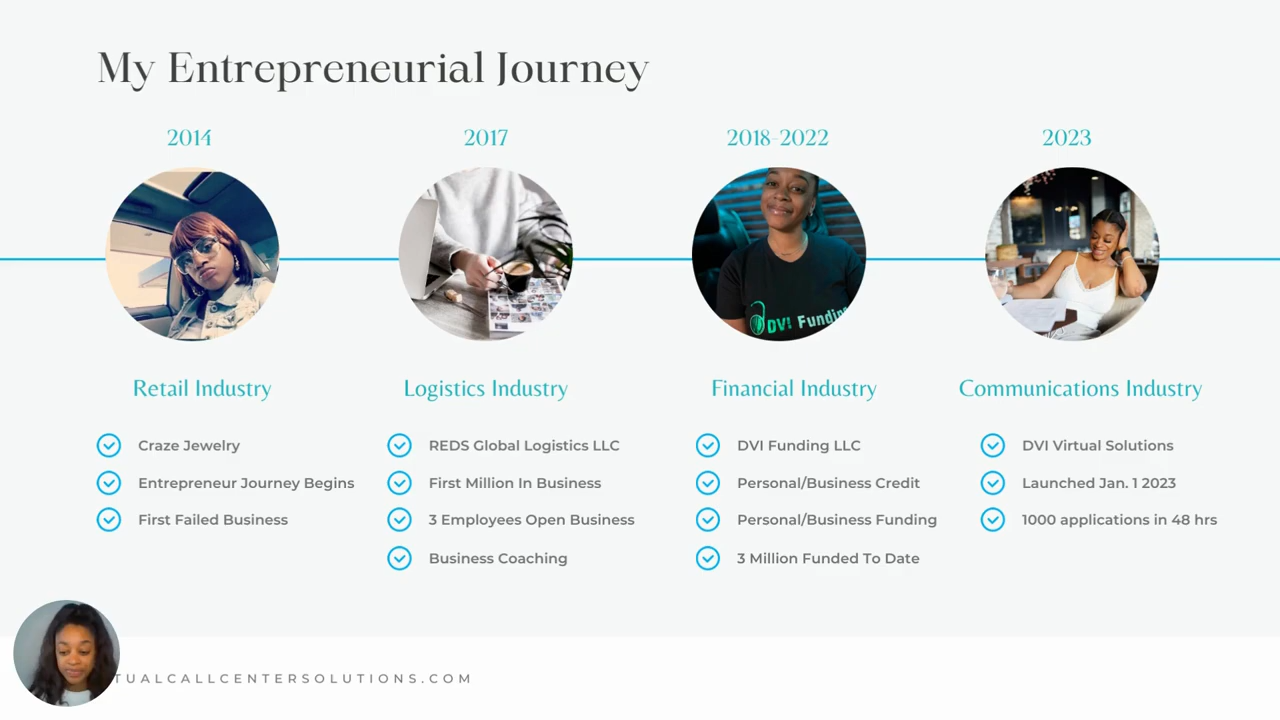 My Entrepreneurial Journey
2014
2017
2018-2022
2023
DVI Fundin
Retail Industry
Logistics Industry
Financial Industry
Communications Industry
Craze Jewelry
Entrepreneur Journey Begins
First Failed Business
REDS Global Logistics LLC
First Million In Business
3 Employees Open Business
Business Coaching
DVI Funding LLC
Personal/Business Credit
Personal/Business Funding
3 Million Funded To Date
DVI Virtual Solutions
Launched Jan. 1 2023
1000 applications in 48 hrs
TUALCALLCENTERSOLUTIONS.COM